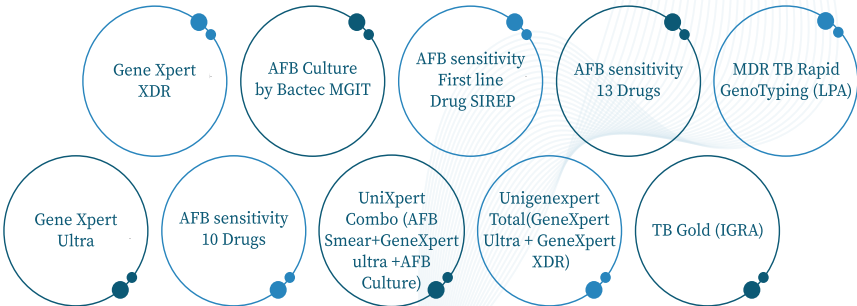 Gene Xpert
XDR
AFB Culture
by Bactec MGIT
AFB sensitivity
First line
Drug SIREP
AFB sensitivity
13 Drugs
MDR TB Rapid
GenoTyping (LPA)
Gene Xpert
Ultra
AFB sensitivity
10 Drugs
UniXpert
Combo (AFB
Smear+GeneXpert
ultra +AFB
Culture)
Unigenexpert
Total(GeneXpert
Ultra + GeneXpert
XDR)
TB Gold (IGRA)